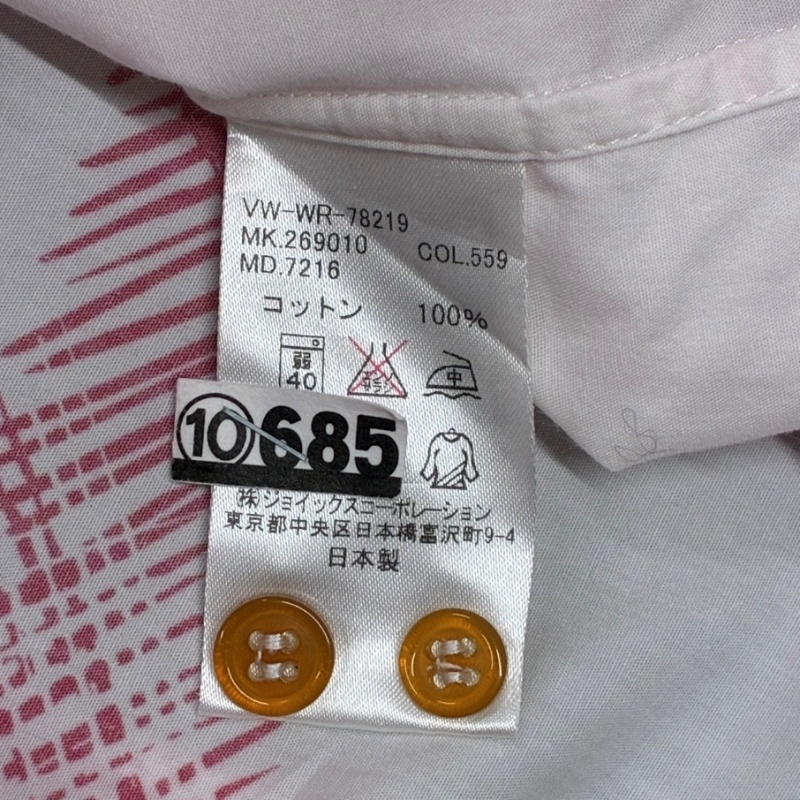 VW-WR-78219
MK.269010 COL.559
MD.7216
コットン 100%
弱
40
中
⑩685
㈱ジョイックスコーポレーション
東京都中央区日本橋富沢町9-4
日本製